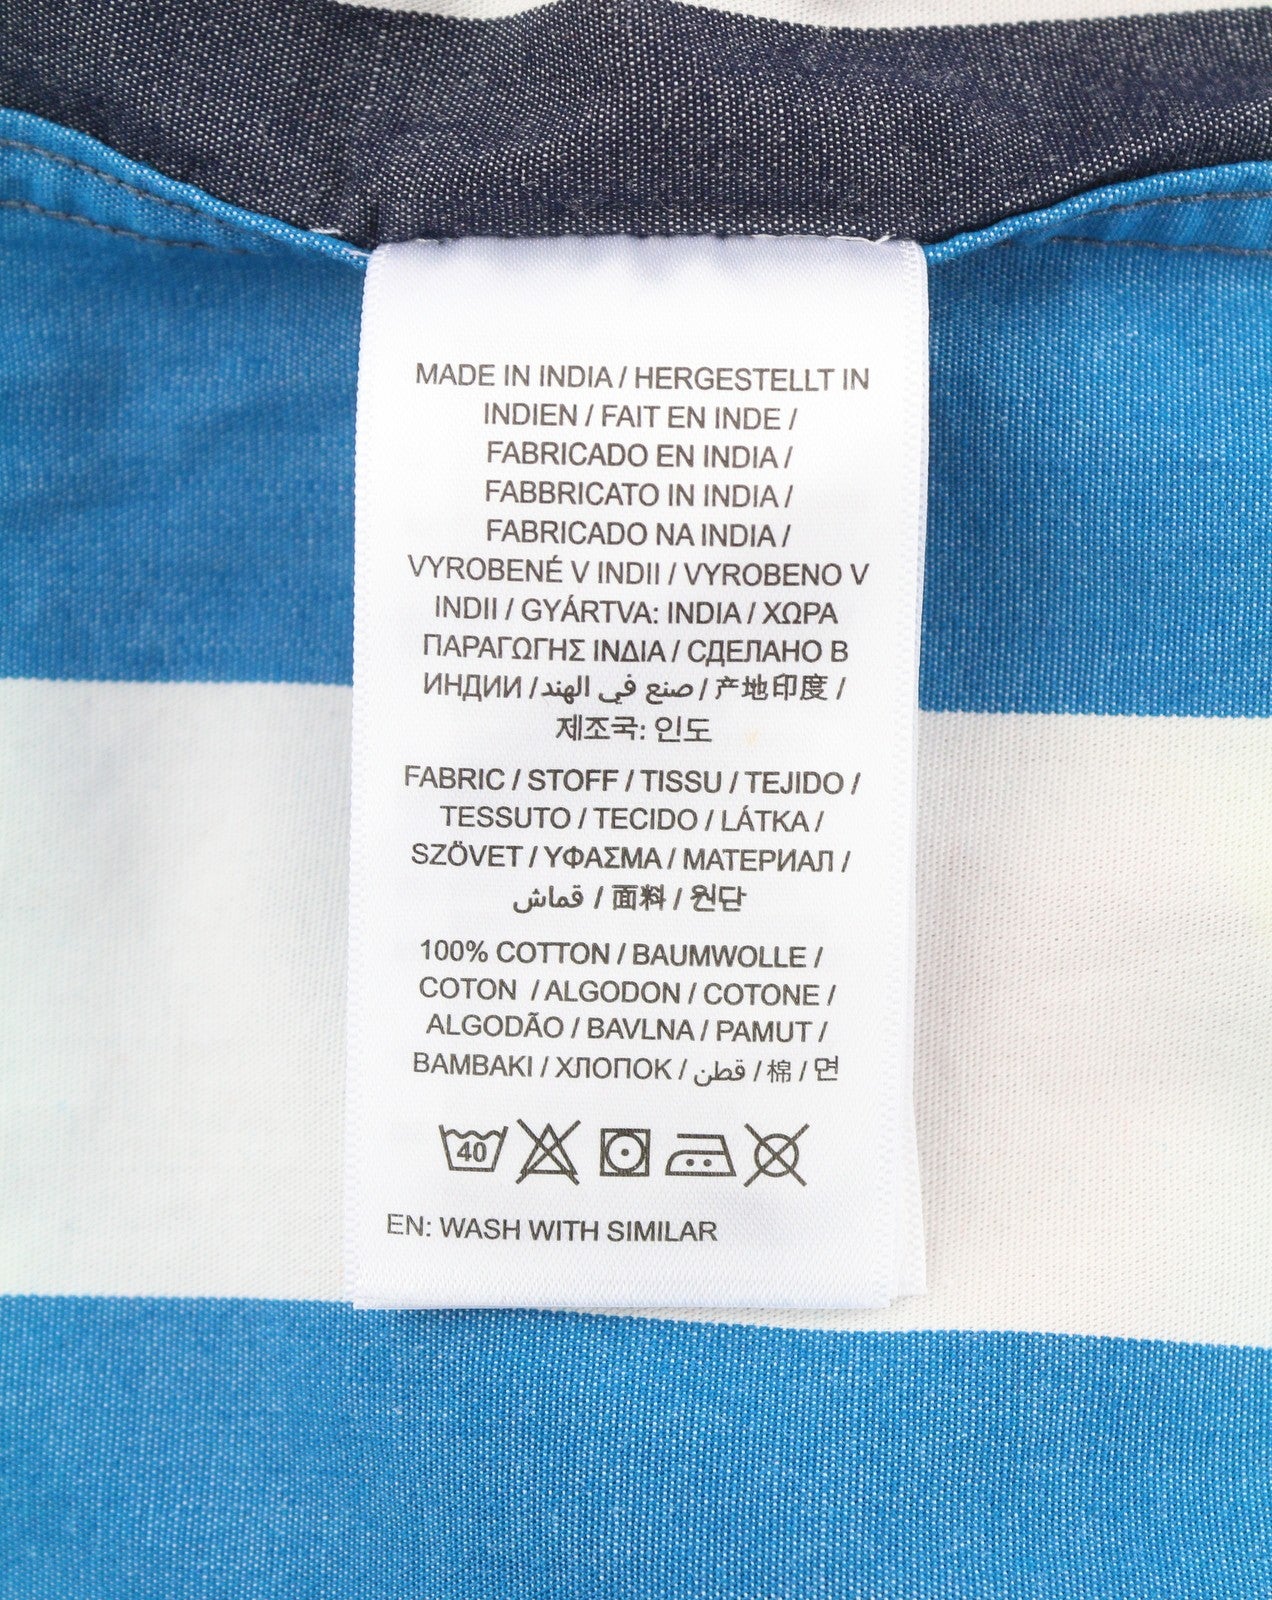 MADE IN INDIA / HERGESTELLT IN
INDIEN / FAIT EN INDE /
FABRICADO EN INDIA /
FABBRICATO IN INDIA /
FABRICADO NA INDIA /
VYROBENÉ V INDII / VYROBENO V
INDII / GYÁRTVA: INDIA / ΧΩΡΑ
ΠΑΡΑΓΩΓΗΣ ΙΝΔΙΑ / СДЕЛАНО В
ИНДИИ / صنع في الهند / 产地印度 /
제조국: 인도
FABRIC / STOFF / TISSU / TEJIDO /
TESSUTO / TECIDO / LÁTKA /
SZÖVET / ΥΦΑΣΜΑ / МАТЕРИАЛ /
قماش / 面料 / 원단
100% COTTON / BAUMWOLLE /
COTON / ALGODON / COTONE /
ALGODÃO / BAVLNA / PAMUT /
ΒΑΜΒΑΚΙ / ХЛОПОК / قطن / 棉 / 면
40
EN: WASH WITH SIMILAR